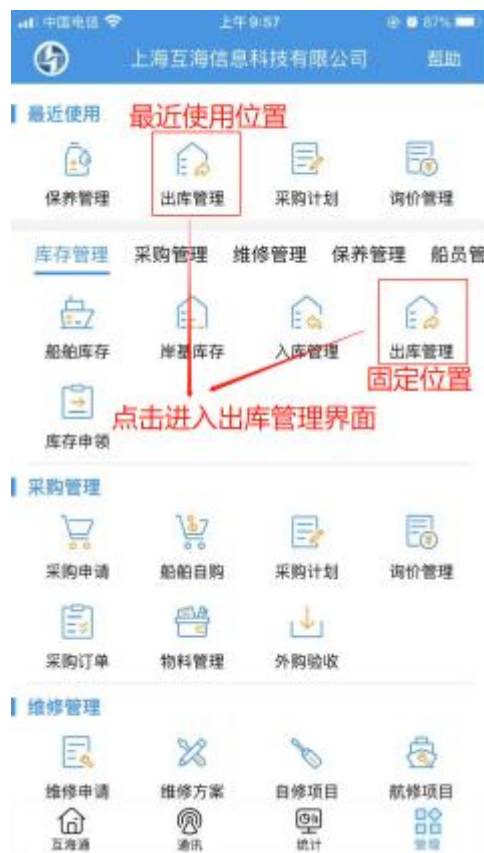 中国电信 上午9:57 87%
上海互海信息科技有限公司 帮助
最近使用 最近使用位置
保养管理 出库管理 采购计划 询价管理
库存管理 采购管理 维修管理 保养管理 船员管
船舶库存 岸基库存 入库管理 出库管理
固定位置
点击进入出库管理界面
库存申领
采购管理
采购申请 船舶自购 采购计划 询价管理
采购订单 物料管理 外购验收
维修管理
维修申请 维修方案 自修项目 航修项目
互海通 通讯 统计 管理